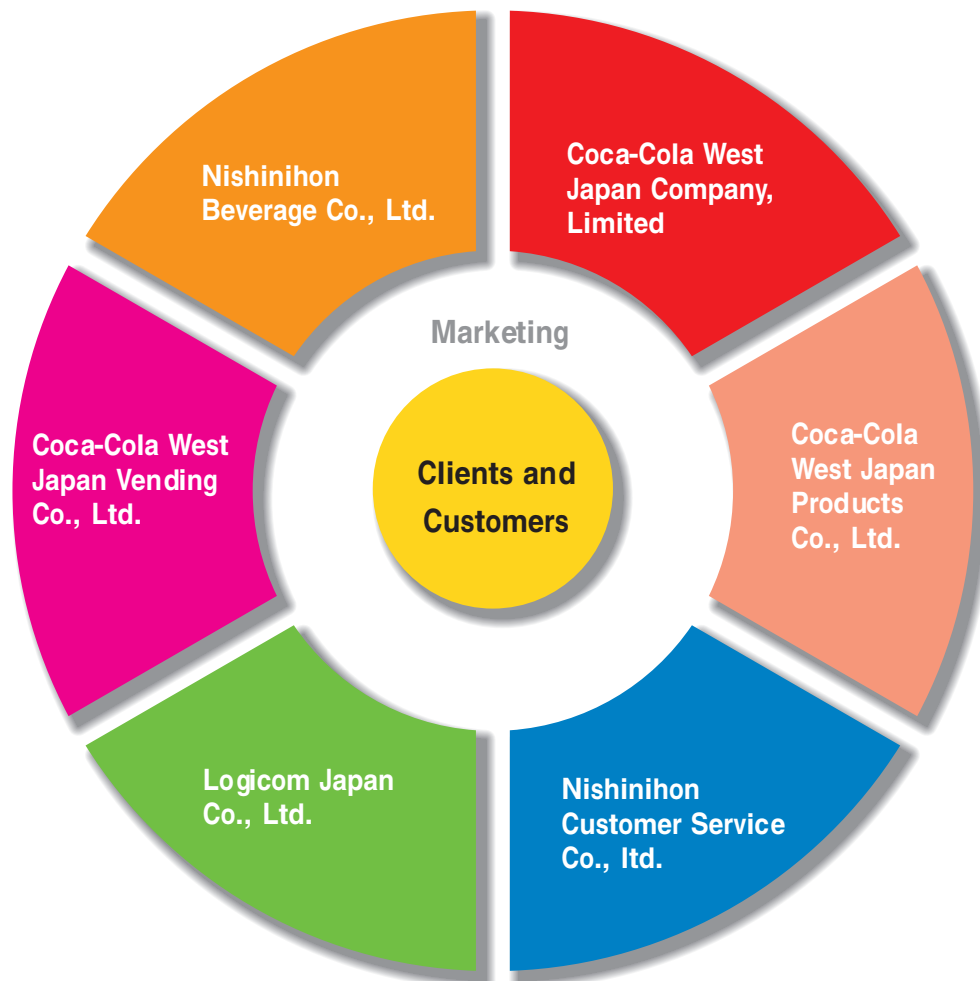 Nishinihon
Beverage Co., Ltd.
Coca-Cola West
Japan Company,
Limited
Marketing
Coca-Cola West
Japan Vending
Co., Ltd.
Clients and
Customers
Coca-Cola
West Japan
Products
Co., Ltd.
Logicom Japan
Co., Ltd.
Nishinihon
Customer Service
Co., ltd.